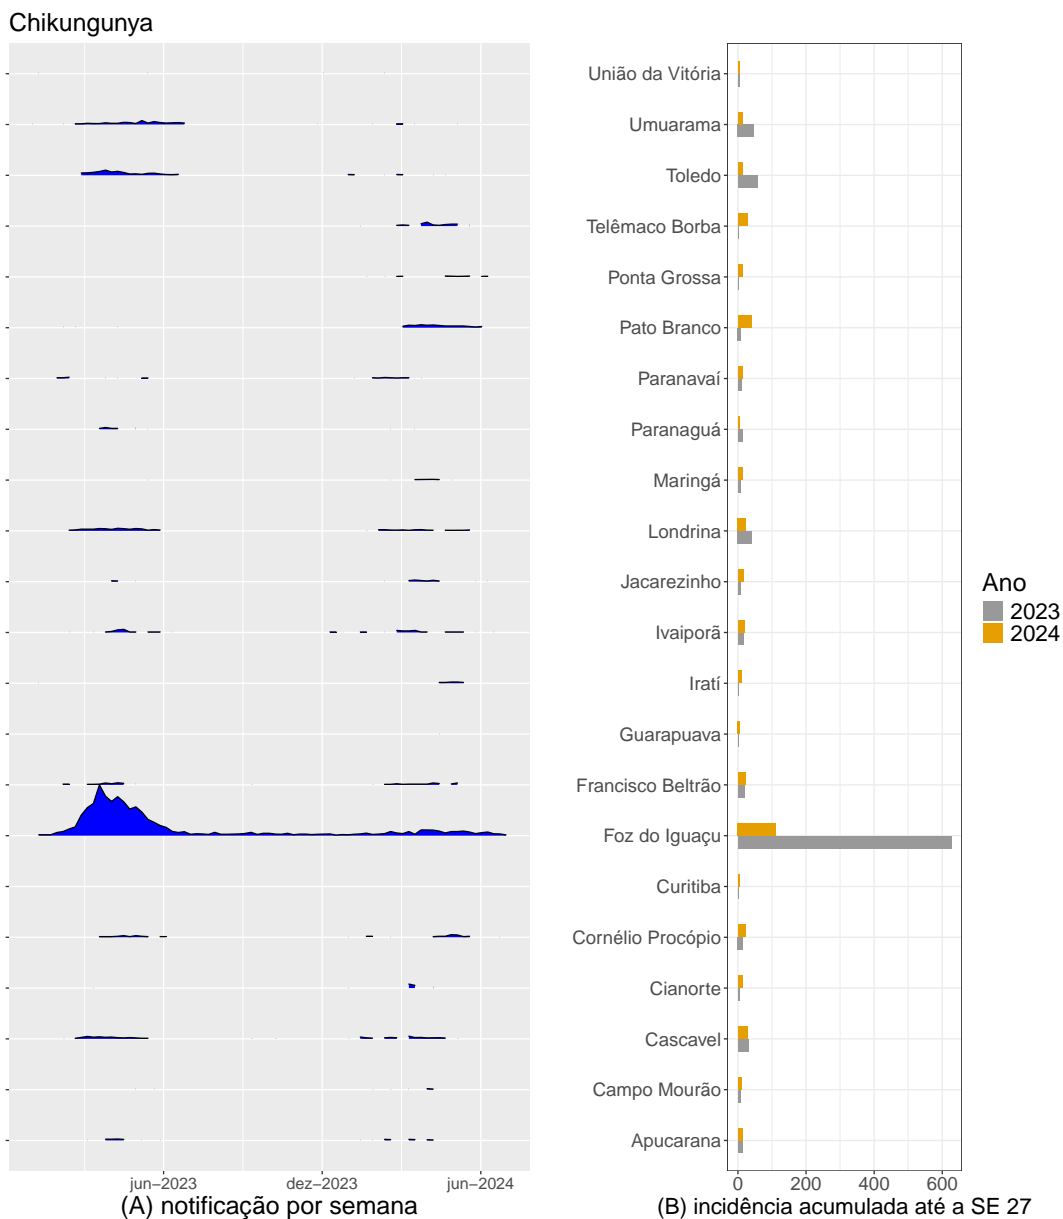 Chikungunya
União da Vitória
Umuarama
Toledo
Telêmaco Borba
Ponta Grossa
Pato Branco
Paranavaí
Paranaguá
Maringá
Londrina
Jacarezinho
Ivaiporã
Iratí
Guarapuava
Francisco Beltrão
Foz do Iguaçu
Curitiba
Cornélio Procópio
Cianorte
Cascavel
Campo Mourão
Apucarana
Ano
2023
2024
jun–2023 dez–2023 jun–2024
0 200 400 600
(A) notificação por semana
(B) incidência acumulada até a SE 27